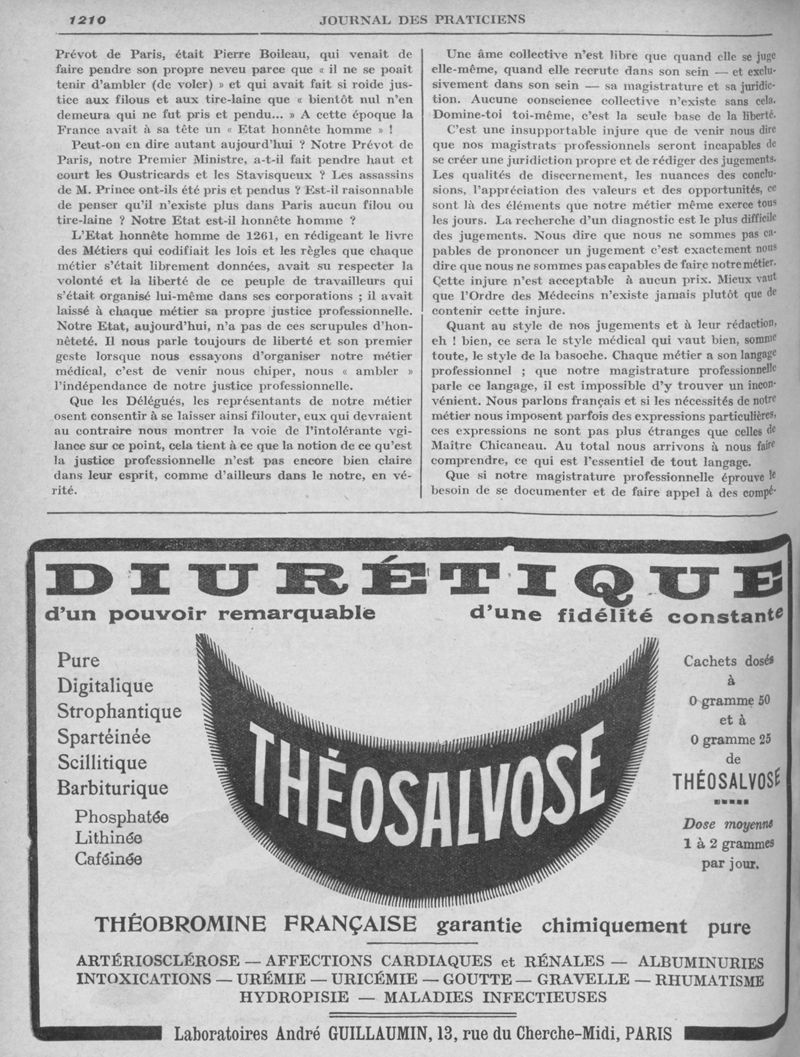 1210
JOURNAL DES PRATICIENS
Prévot de Paris, était Pierre Boileau, qui venait de
faire pendre son propre neveu parce que « il ne se poait
tenir d'ambler (de voler) » et qui avait fait si roide jus-
tice aux filous et aux tire-laine que « bientôt nul n'en
demeura qui ne fut pris et pendu... » A cette époque la
France avait à sa tête un « Etat honnête homme » !
Peut-on en dire autant aujourd'hui ? Notre Prévot de
Paris, notre Premier Ministre, a-t-il fait pendre haut et
court les Oustricards et les Stavisqueux ? Les assassins
de M. Prince ont-ils été pris et pendus ? Est-il raisonnable
de penser qu'il n'existe plus dans Paris aucun filou ou
tire-laine ? Notre Etat est-il honnête homme ?
L'Etat honnête homme de 1261, en rédigeant le livre
des Métiers qui codifiait les lois et les règles que chaque
métier s'était librement données, avait su respecter la
volonté et la liberté de ce peuple de travailleurs qui
s'était organisé lui-même dans ses corporations ; il avait
laissé à chaque métier sa propre justice professionnelle.
Notre Etat, aujourd'hui, n'a pas de ces scrupules d'hon-
nêteté. Il nous parle toujours de liberté et son premier
geste lorsque nous essayons d'organiser notre métier
médical, c'est de venir nous chiper, nous « ambler »
l'indépendance de notre justice professionnelle.
Que les Délégués, les représentants de notre métier
osent consentir à se laisser ainsi filouter, eux qui devraient
au contraire nous montrer la voie de l'intolérante vgi-
lance sur ce point, cela tient à ce que la notion de ce qu'est
la justice professionnelle n'est pas encore bien claire
dans leur esprit, comme d'ailleurs dans le notre, en vé-
rité.
Une âme collective n'est libre que quand elle se juge
elle-même, quand elle recrute dans son sein — et exclu-
sivement dans son sein — sa magistrature et sa juridic-
tion. Aucune conscience collective n'existe sans cela.
Domine-toi toi-même, c'est la seule base de la liberté.
C'est une insupportable injure que de venir nous dire
que nos magistrats professionnels seront incapables de
se créer une juridiction propre et de rédiger des jugements.
Les qualités de discernement, les nuances des conclu-
sions, l'appréciation des valeurs et des opportunités, ce
sont là des éléments que notre métier même exerce tous
les jours. La recherche d'un diagnostic est le plus difficile
des jugements. Nous dire que nous ne sommes pas ca-
pables de prononcer un jugement c'est exactement nous
dire que nous ne sommes pas capables de faire notre métier.
Cette injure n'est acceptable à aucun prix. Mieux vaut
que l'Ordre des Médecins n'existe jamais plutôt que de
contenir cette injure.
Quant au style de nos jugements et à leur rédaction,
eh ! bien, ce sera le style médical qui vaut bien, somme
toute, le style de la basoche. Chaque métier a son langage
professionnel ; que notre magistrature professionnelle
parle ce langage, il est impossible d'y trouver un incon-
vénient. Nous parlons français et si les nécessités de notre
métier nous imposent parfois des expressions particulières,
ces expressions ne sont pas plus étranges que celles de
Maître Chicaneau. Au total nous arrivons à nous faire
comprendre, ce qui est l'essentiel de tout langage.
Que si notre magistrature professionnelle éprouve le
besoin de se documenter et de faire appel à des compé-
DIURÉTIQUE
d'un pouvoir remarquable d'une fidélité constante
Pure
Digitalique
Strophantique
Spartéinée
Scillitique
Barbiturique
Phosphatée
Lithinée
Caféinée
THÉOSALVOSE
Cachets dosés
à
0 gramme 50
et à
0 gramme 25
de
THÉOSALVOSE
Dose moyenne
1 à 2 grammes
par jour.
THÉOBROMINE FRANÇAISE garantie chimiquement pure
ARTÉRIOSCLÉROSE — AFFECTIONS CARDIAQUES et RÉNALES — ALBUMINURIES
INTOXICATIONS — URÉMIE — URICÉMIE — GOUTTE — GRAVELLE — RHUMATISME
HYDROPISIE — MALADIES INFECTIEUSES
Laboratoires André GUILLAUMIN, 13, rue du Cherche-Midi, PARIS